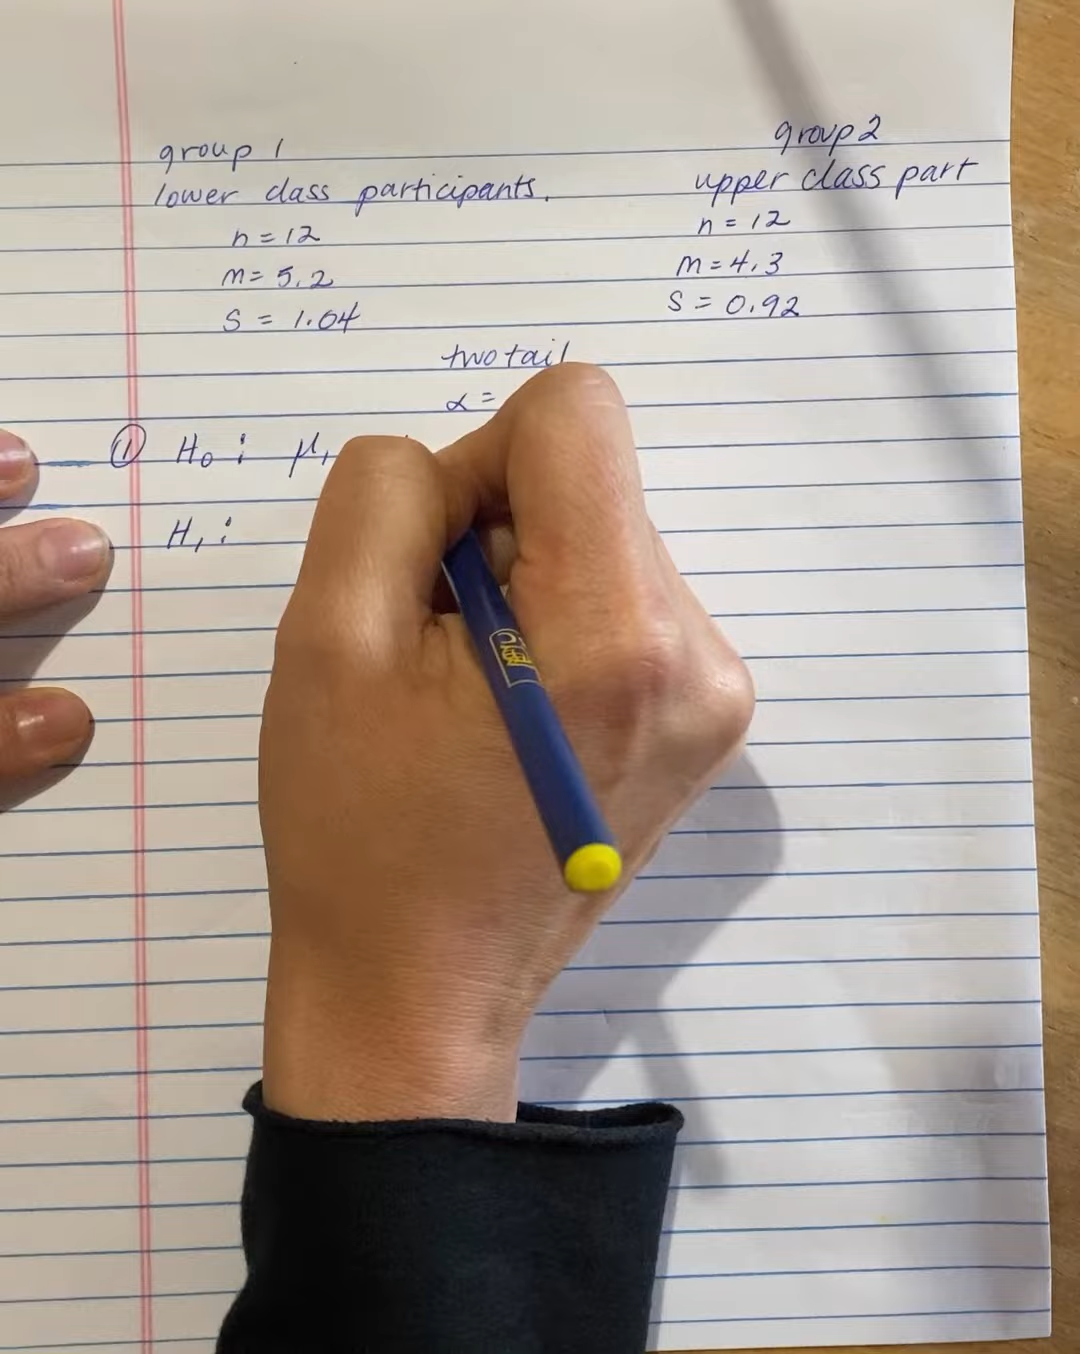 group 1
lower class participants.
n = 12
m = 5.2
S = 1.04
group 2
upper class part
n = 12
m = 4.3
S = 0.92
two tail
α =
① H₀ : μ₁
H₁ :